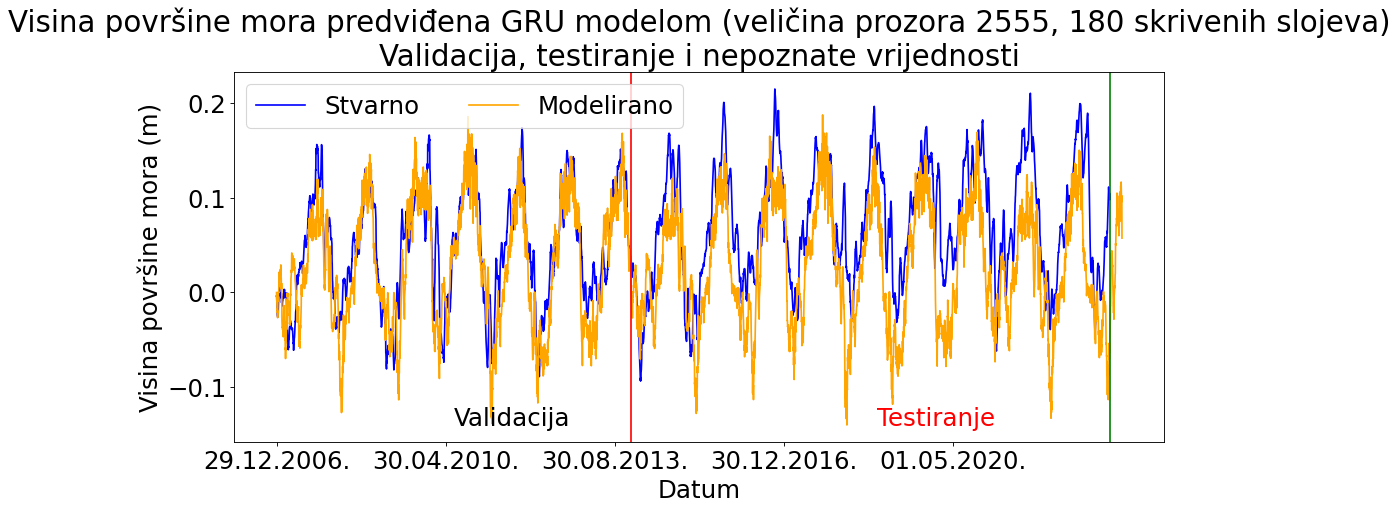 Visina površine mora predviđena GRU modelom (veličina prozora 2555, 180 skrivenih slojeva)
Validacija, testiranje i nepoznate vrijednosti
Stvarno
Modelirano
Visina površine mora (m)
0.2
0.1
0.0
−0.1
Validacija
Testiranje
29.12.2006.
30.04.2010.
30.08.2013.
30.12.2016.
01.05.2020.
Datum